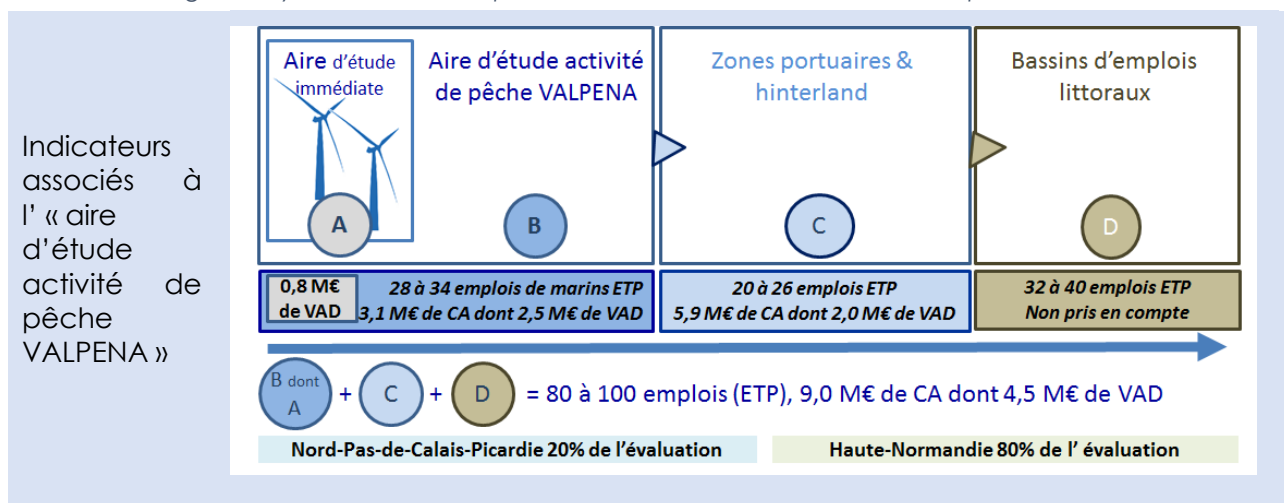 Indicateurs
associés à
l' « aire
d'étude
activité de
pêche
VALPENA »
Aire d'étude
immédiate
Aire d'étude activité
de pêche VALPENA
Zones portuaires &
hinterland
Bassins d'emplois
littoraux
A
B
C
D
0,8 M€
de VAD
28 à 34 emplois de marins ETP
3,1 M€ de CA dont 2,5 M€ de VAD
20 à 26 emplois ETP
5,9 M€ de CA dont 2,0 M€ de VAD
32 à 40 emplois ETP
Non pris en compte
B dont
A
+ C + D = 80 à 100 emplois (ETP), 9,0 M€ de CA dont 4,5 M€ de VAD
Nord-Pas-de-Calais-Picardie 20% de l'évaluation
Haute-Normandie 80% de l' évaluation